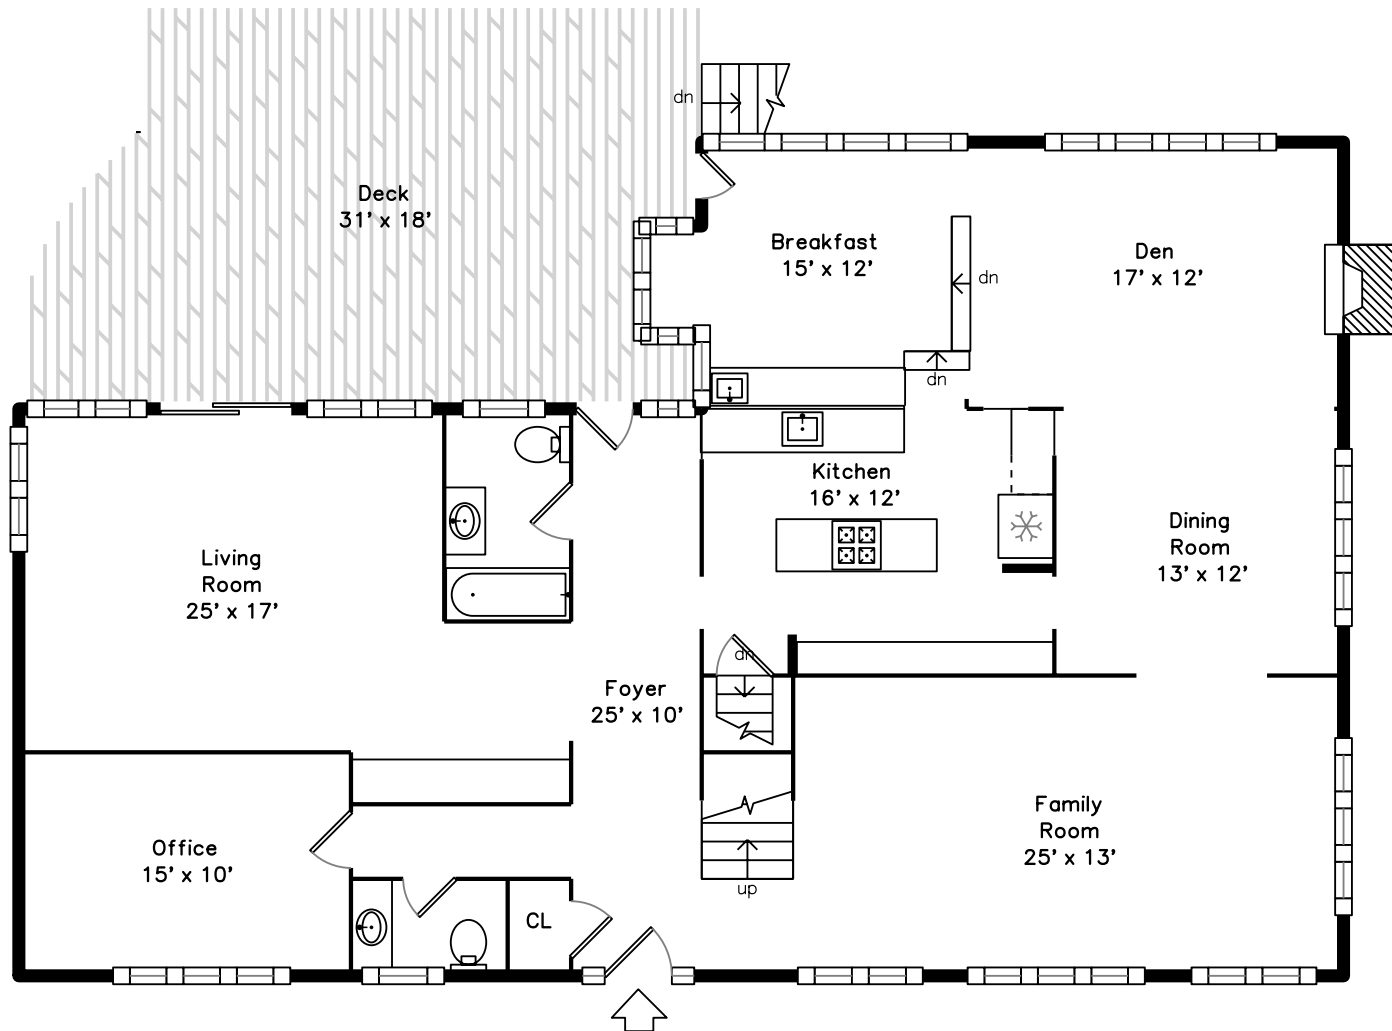 dn
Deck
31' x 18'
Breakfast
15' x 12'
Den
17' x 12'
dn
dn
Kitchen
16' x 12'
Living
Room
25' x 17'
Dining
Room
13' x 12'
dn
Foyer
25' x 10'
Family
Room
25' x 13'
Office
15' x 10'
up
CL